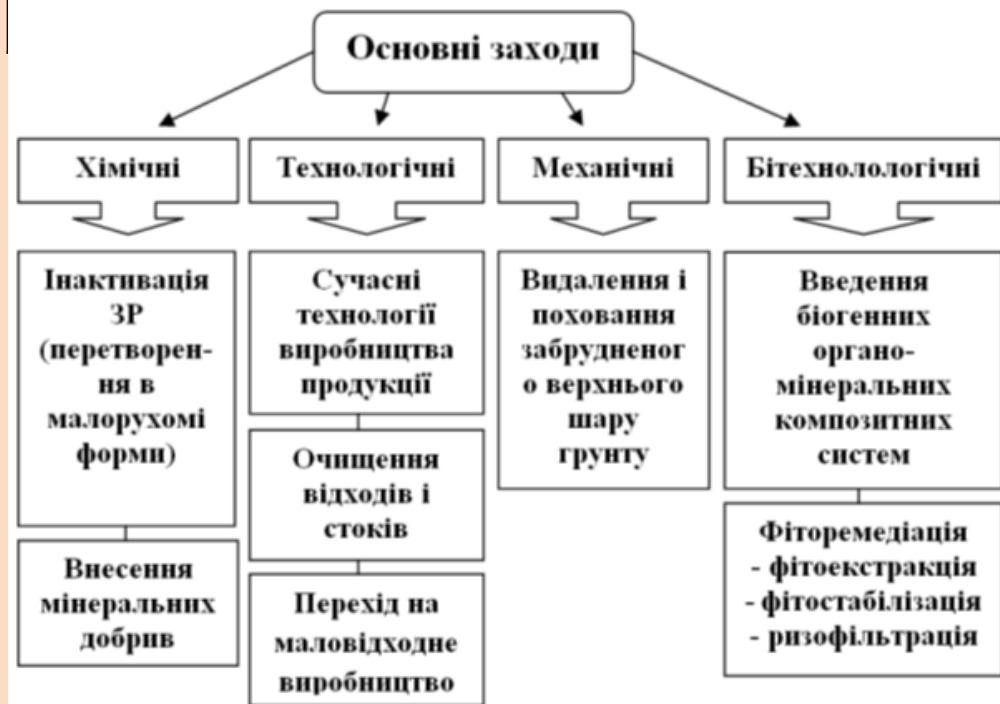 Основні заходи
Хімічні
Технологічні
Механічні
Бітехнолологічні
Інактивація
ЗР
(перетворен-
ня в
малорухомі
форми)
Внесення
мінеральних
добрив
Сучасні
технології
виробництва
продукції
Очищення
відходів і
стоків
Перехід на
маловідходне
виробництво
Видалення і
поховання
забрудненог
о верхнього
шару
грунту
Введення
біогенних
органо-
мінеральних
композитних
систем
Фіторемедіація
- фітоекстракція
- фітостабілізація
- ризофільтрація